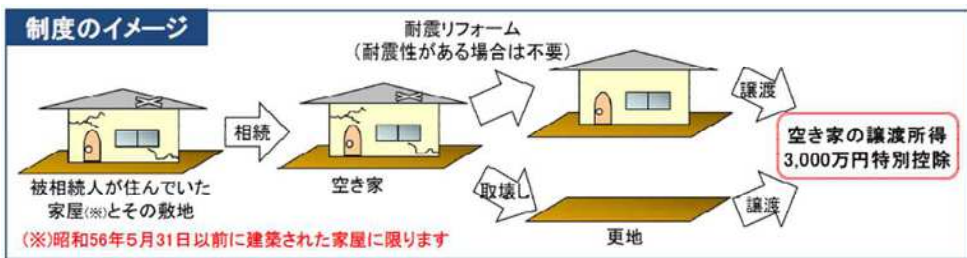 制度のイメージ
耐震リフォーム
(耐震性がある場合は不要)
相続
譲渡
空き家の譲渡所得
3,000万円特別控除
被相続人が住んでいた
家屋(※)とその敷地
空き家
取壊し
譲渡
更地
(※)昭和56年5月31日以前に建築された家屋に限ります